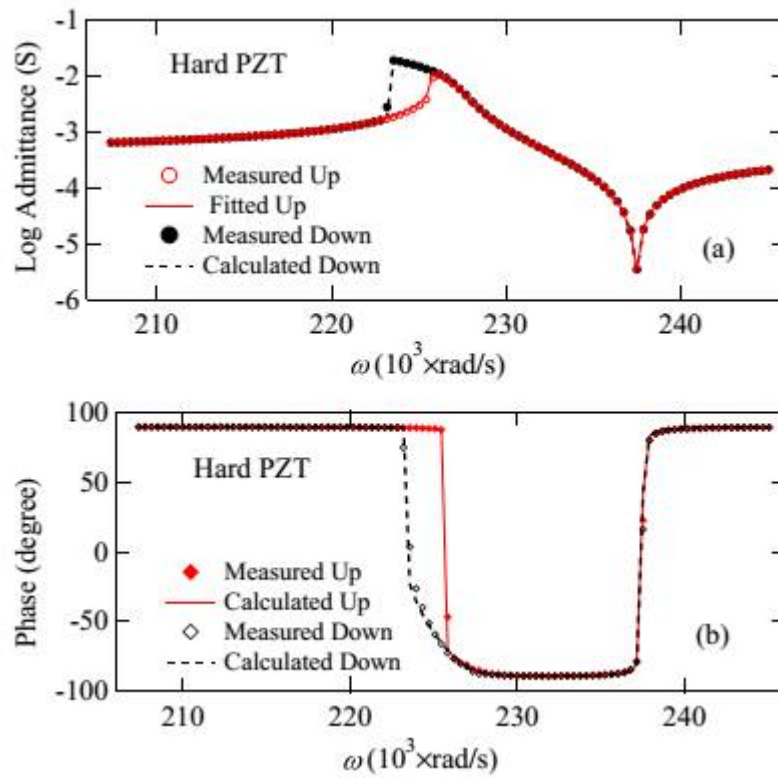 -1
-2
-3
-4
-5
-6
Log Admittance (S)
Hard PZT
Measured Up
Fitted Up
Measured Down
Calculated Down
(a)
210 220 230 240
ω (10³×rad/s)
100
50
0
-50
-100
Phase (degree)
Hard PZT
Measured Up
Calculated Up
Measured Down
Calculated Down
(b)
210 220 230 240
ω (10³×rad/s)